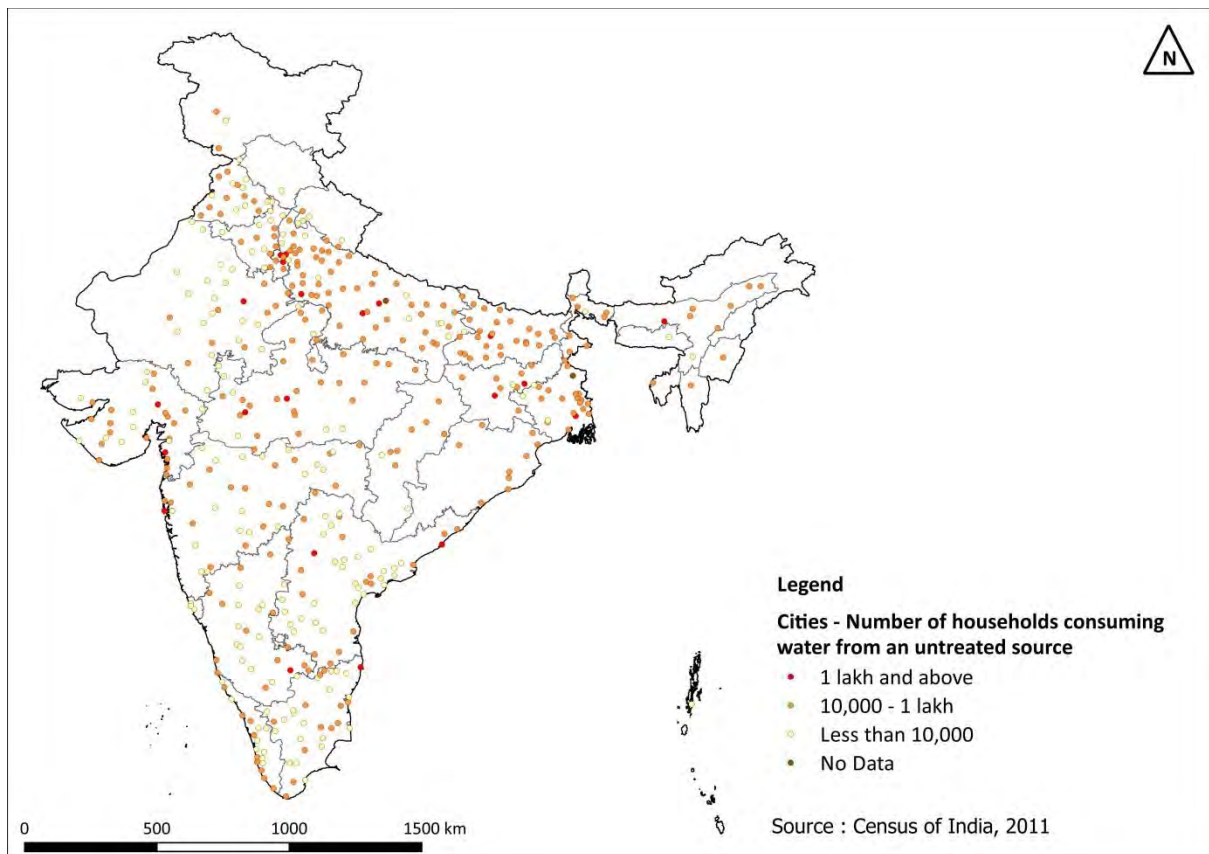 N
Legend
Cities - Number of households consuming
water from an untreated source
1 lakh and above
10,000 - 1 lakh
Less than 10,000
No Data
0 500 1000 1500 km
Source : Census of India, 2011